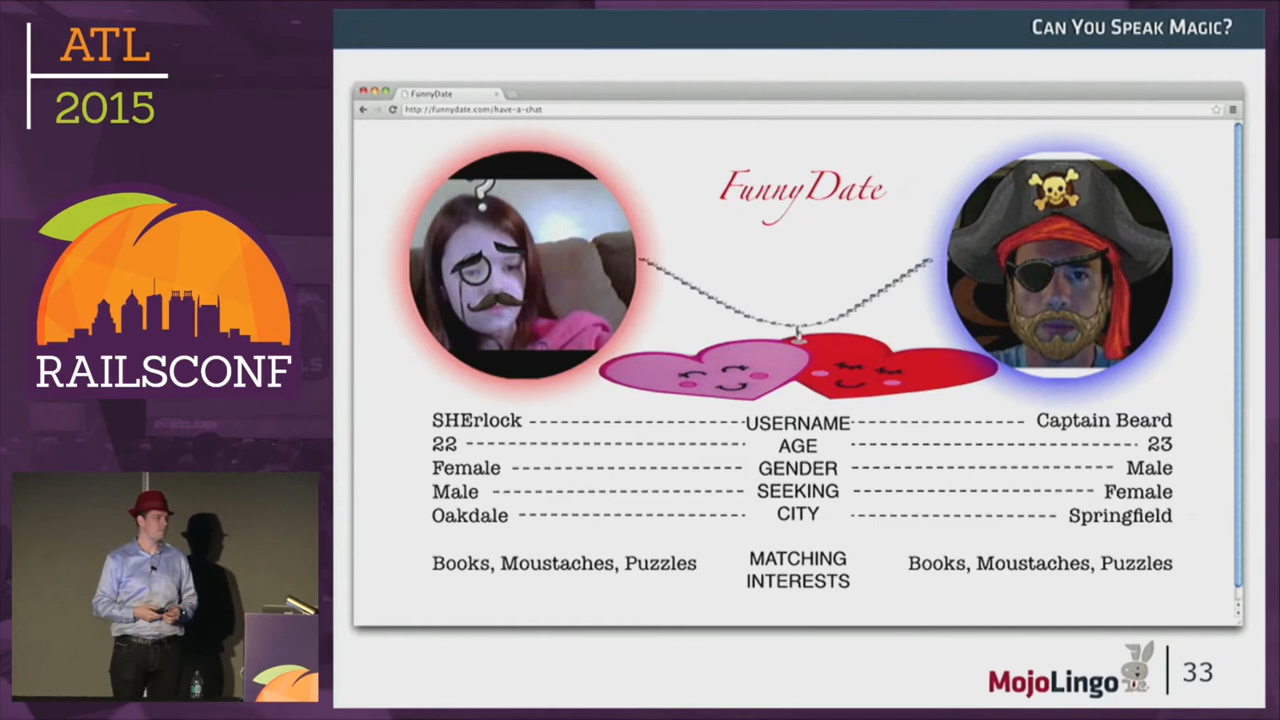 ATL
2015
RAILSCONF
CAN YOU SPEAK MAGIC?
FunnyDate
http://funnydate.com/have-a-chat
FunnyDate
?
SHErlock USERNAME Captain Beard
22 AGE 23
Female GENDER Male
Male SEEKING Female
Oakdale CITY Springfield
Books, Moustaches, Puzzles MATCHING INTERESTS Books, Moustaches, Puzzles
MojoLingo 33